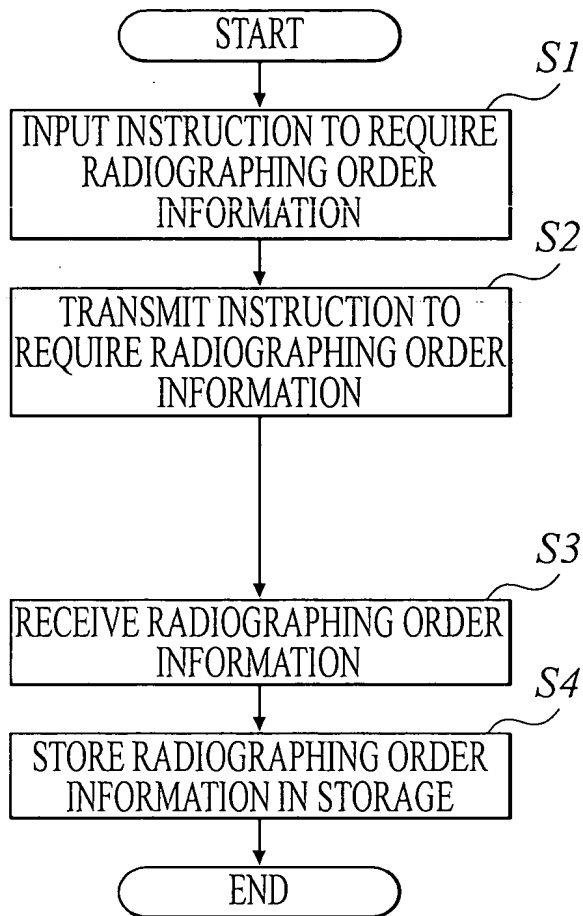 START
S1
INPUT INSTRUCTION TO REQUIRE
RADIOGRAPHING ORDER
INFORMATION
S2
TRANSMIT INSTRUCTION TO
REQUIRE RADIOGRAPHING ORDER
INFORMATION
S3
RECEIVE RADIOGRAPHING ORDER
INFORMATION
S4
STORE RADIOGRAPHING ORDER
INFORMATION IN STORAGE
END